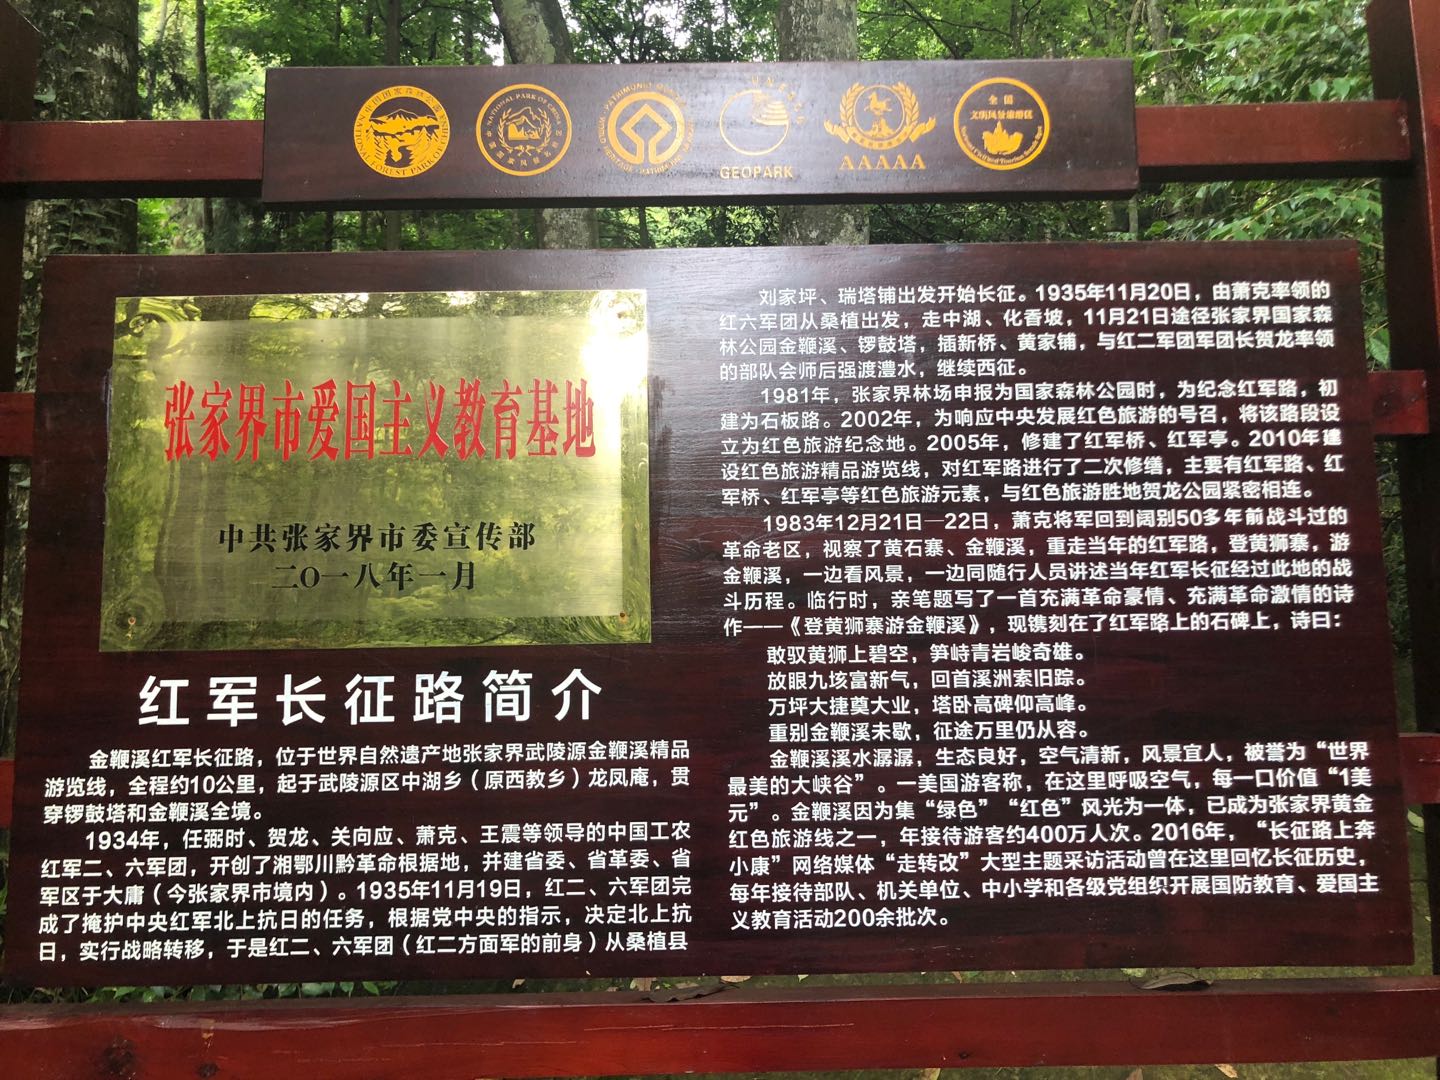 中国国家森林公园
NATIONAL FOREST PARK OF CHINA
NATIONAL PARK OF CHINA
中国国家风景名胜区
WORLD HERITAGE · PATRIMOINE MONDIAL
GEOPARK
AAAAA
全国
文明风景旅游区
张家界市爱国主义教育基地
中共张家界市委宣传部
二〇一八年一月
红军长征路简介
金鞭溪红军长征路，位于世界自然遗产地张家界武陵源金鞭溪精品
游览线，全程约10公里，起于武陵源区中湖乡（原西教乡）龙凤庵，贯
穿锣鼓塔和金鞭溪全境。
1934年，任弼时、贺龙、关向应、萧克、王震等领导的中国工农
红军二、六军团，开创了湘鄂川黔革命根据地，并建省委、省革委、省
军区于大庸（今张家界市境内）。1935年11月19日，红二、六军团完
成了掩护中央红军北上抗日的任务，根据党中央的指示，决定北上抗
日，实行战略转移，于是红二、六军团（红二方面军的前身）从桑植县
刘家坪、瑞塔铺出发开始长征。1935年11月20日，由萧克率领的
红六军团从桑植出发，走中湖、化香坡，11月21日途径张家界国家森
林公园金鞭溪、锣鼓塔，插新桥、黄家铺，与红二军团军团长贺龙率领
的部队会师后强渡澧水，继续西征。
1981年，张家界林场申报为国家森林公园时，为纪念红军路，初
建为石板路。2002年，为响应中央发展红色旅游的号召，将该路段设
立为红色旅游纪念地。2005年，修建了红军桥、红军亭。2010年建
设红色旅游精品游览线，对红军路进行了二次修缮，主要有红军路、红
军桥、红军亭等红色旅游元素，与红色旅游胜地贺龙公园紧密相连。
1983年12月21日—22日，萧克将军回到阔别50多年前战斗过的
革命老区，视察了黄石寨、金鞭溪，重走当年的红军路，登黄狮寨，游
金鞭溪，一边看风景，一边同随行人员讲述当年红军长征经过此地的战
斗历程。临行时，亲笔题写了一首充满革命豪情、充满革命激情的诗
作——《登黄狮寨游金鞭溪》，现镌刻在了红军路上的石碑上，诗曰：
敢驭黄狮上碧空，笋峙青岩峻奇雄。
放眼九垓富新气，回首溪洲索旧踪。
万坪大捷奠大业，塔卧高碑仰高峰。
重别金鞭溪未歇，征途万里仍从容。
金鞭溪溪水潺潺，生态良好，空气清新，风景宜人，被誉为“世界
最美的大峡谷”。一美国游客称，在这里呼吸空气，每一口价值“1美
元”。金鞭溪因为集“绿色”“红色”风光为一体，已成为张家界黄金
红色旅游线之一，年接待游客约400万人次。2016年，“长征路上奔
小康”网络媒体“走转改”大型主题采访活动曾在这里回忆长征历史，
每年接待部队、机关单位、中小学和各级党组织开展国防教育、爱国主
义教育活动200余批次。